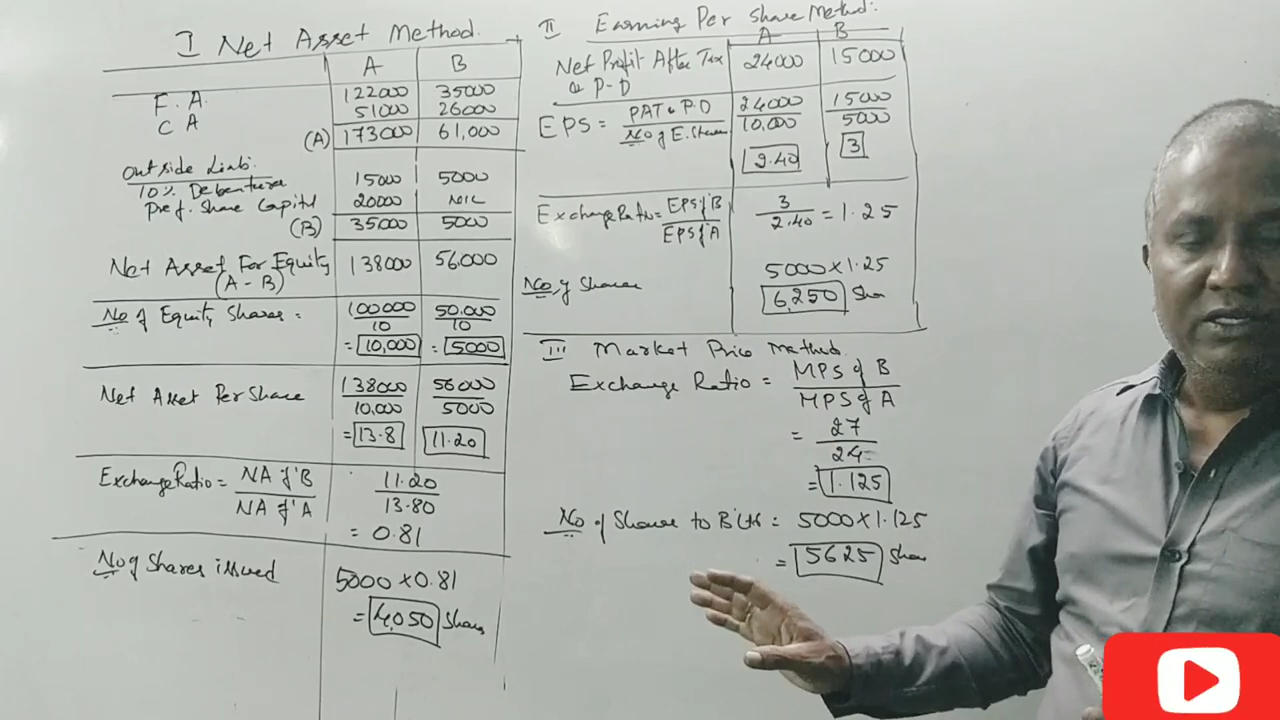 I Net Asset Method.
A B
F.A. 122000 35000
C A 51000 26000
(A) 173000 61,000
Outside Liab.
10% Debenture 15000 5000
Pref. Share Capital 20000 NIL
(B) 35000 5000
Net Asset For Equity 138000 56000
(A - B)
No of Equity Shares = 100000/10 50,000/10
= 10,000 = 5000
Net Asset Per Share 138000/10,000 56000/5000
= 13.8 11.20
Exchange Ratio = NA of B/NA of A 11.20/13.80
= 0.81
No of Shares issued 5000 × 0.81
= 4,050 Shares
II Earning Per Share Method:
A B
Net Profit After Tax 24000 15000
& P-D
EPS = PAT & P.D/No of E. Shares 24000/10,000 15000/5000
2.40 3
Exchange Ratio = EPS of B/EPS of A 3/2.40 = 1.25
No of Shares 5000 × 1.25
6,250 Sha
III Market Price Method.
Exchange Ratio = MPS of B/MPS of A
= 27/24
= 1.125
No of Share to B Ltd = 5000 × 1.125
= 5625 Share